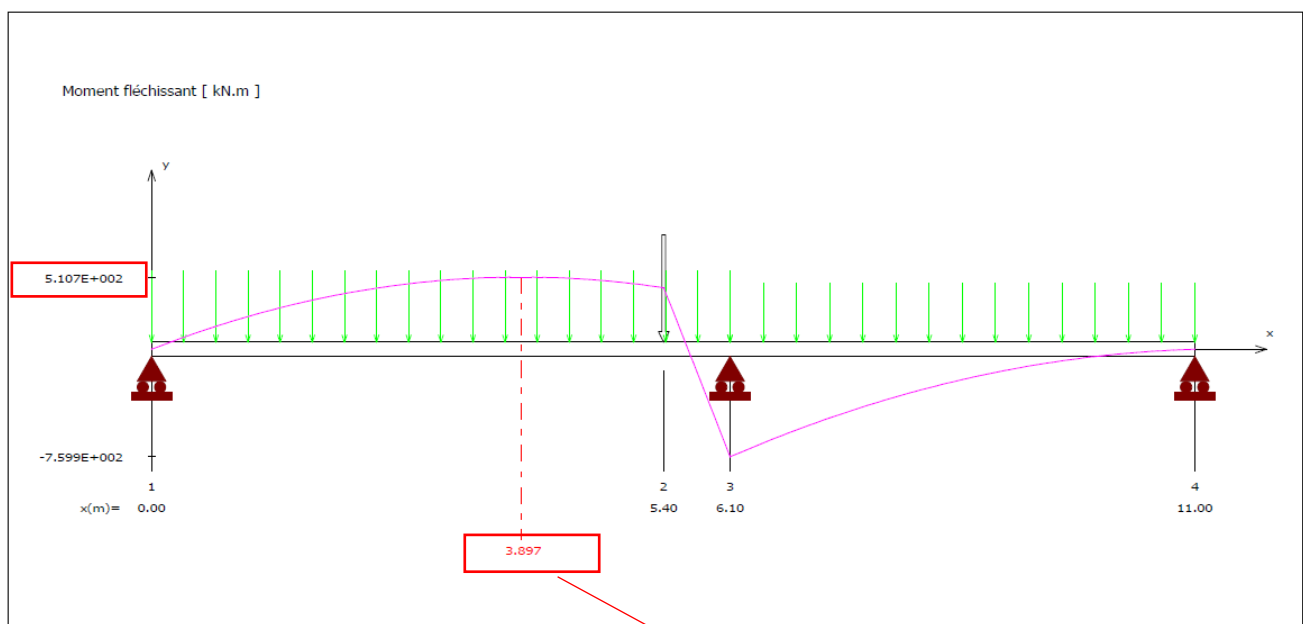 Moment fléchissant [ kN.m ]
y
5.107E+002
x
-7.599E+002
1 2 3 4
x(m)= 0.00 5.40 6.10 11.00
3.897